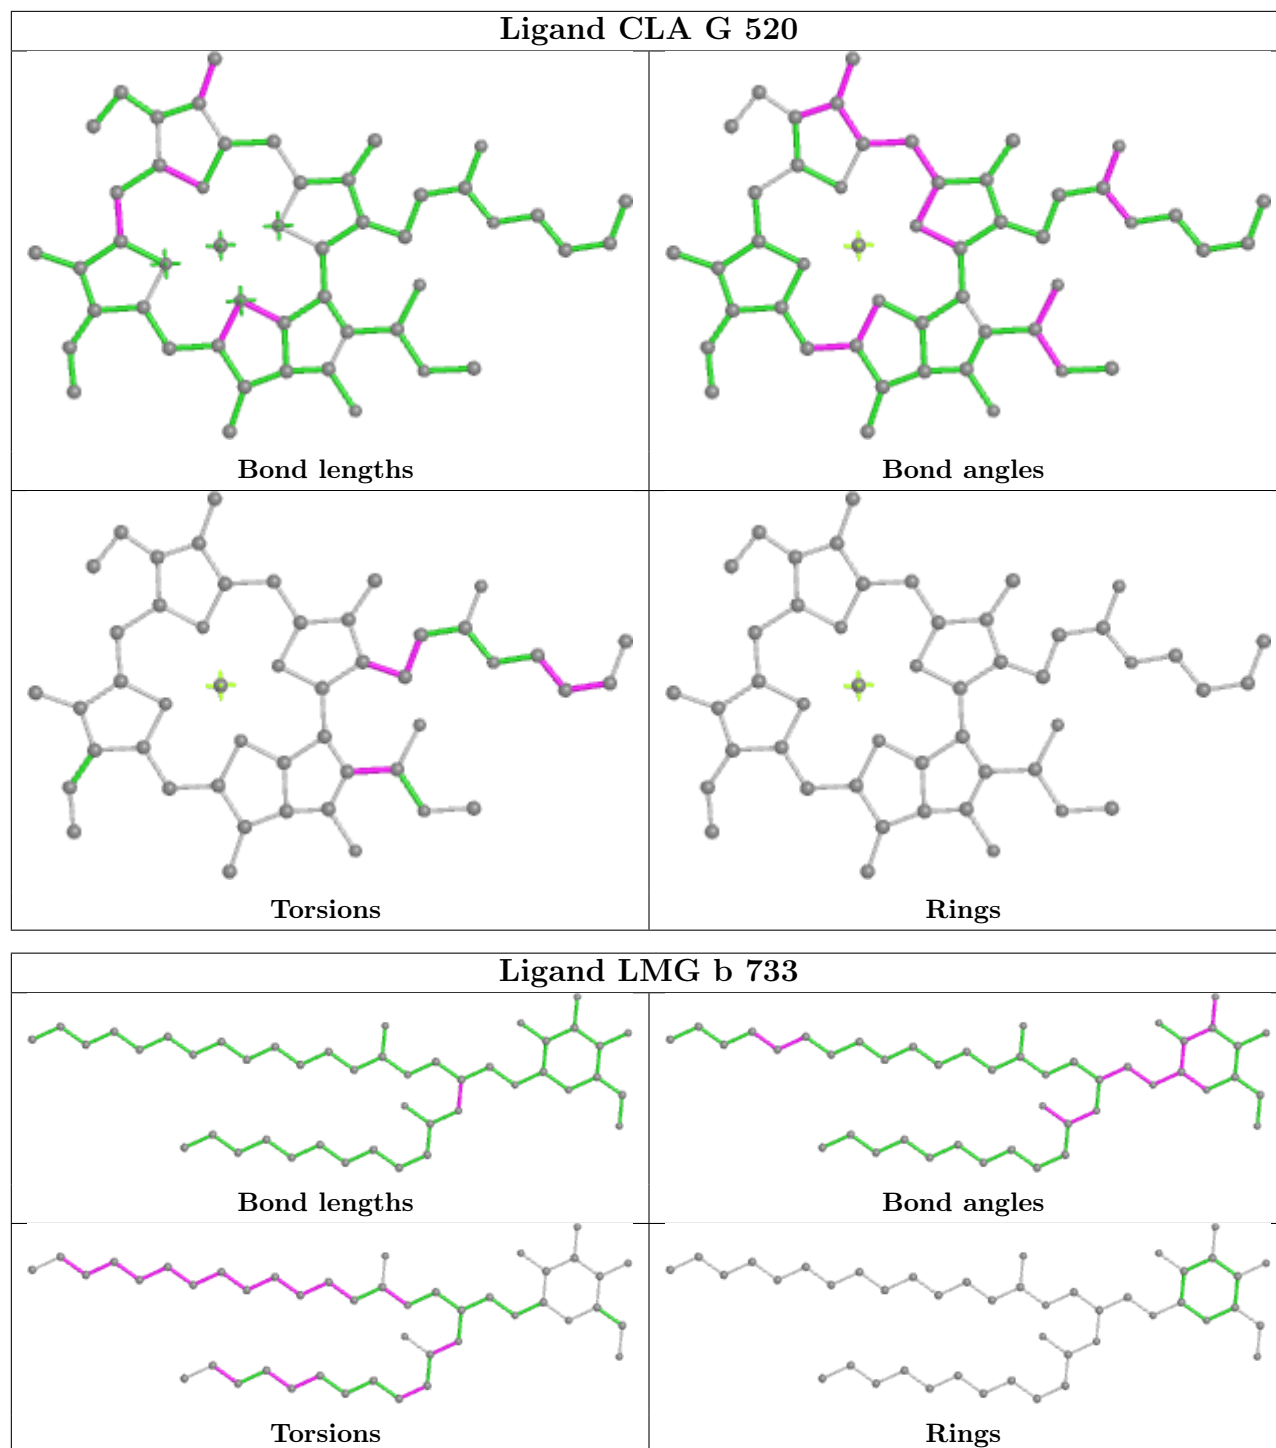 Ligand CLA G 520
Bond lengths
Bond angles
Torsions
Rings
Ligand LMG b 733
Bond lengths
Bond angles
Torsions
Rings